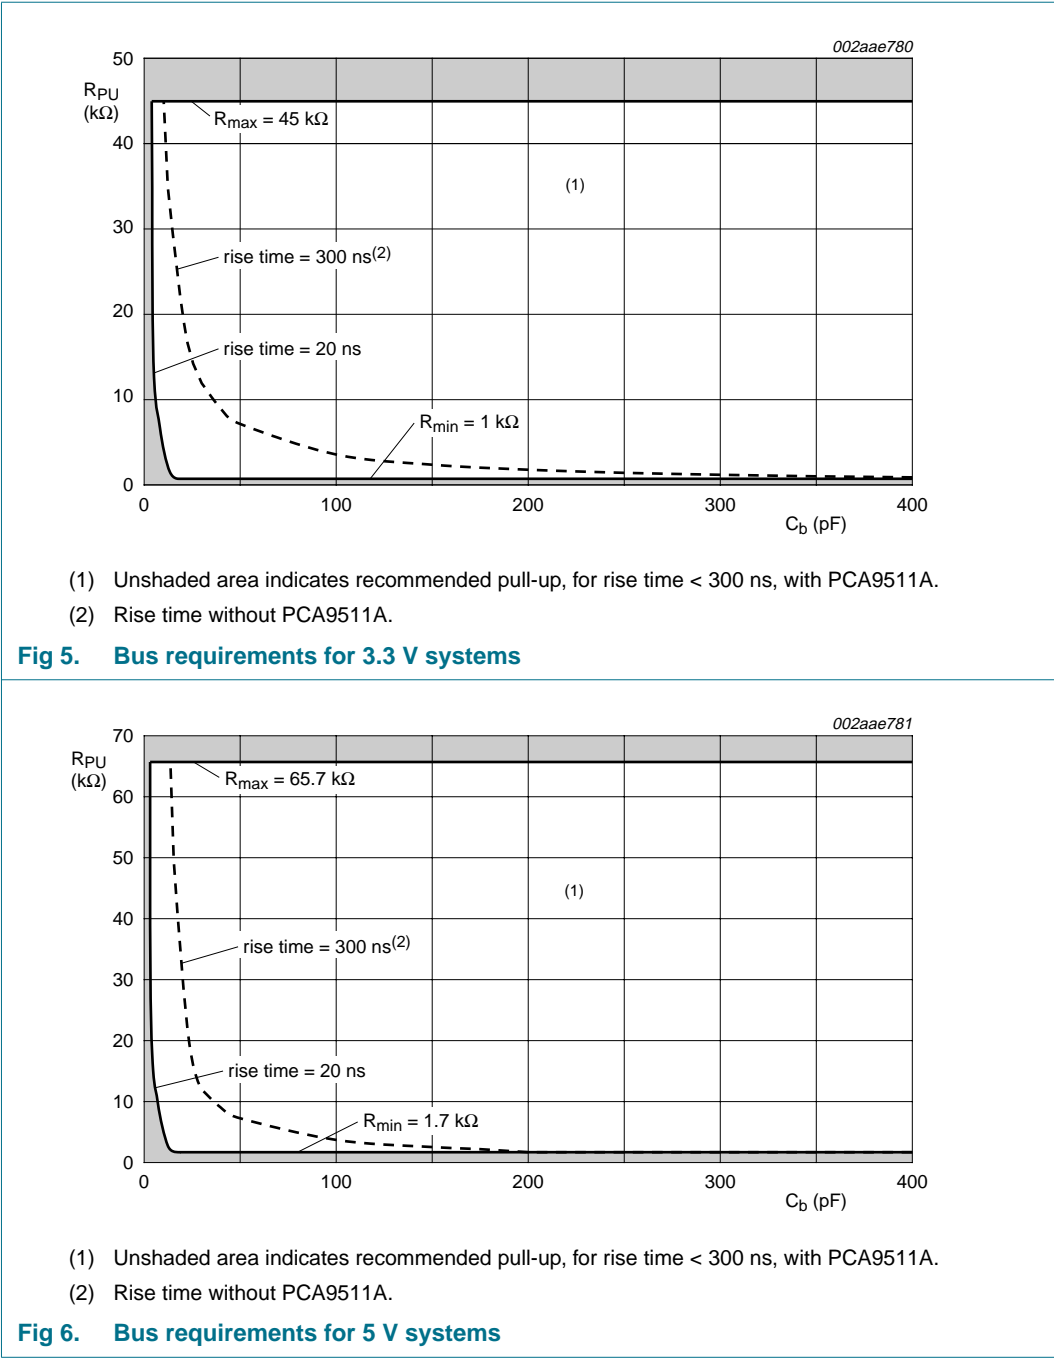 002aae780
50
RPU
(kΩ)
Rmax = 45 kΩ
40
(1)
30
rise time = 300 ns(2)
20
rise time = 20 ns
10
Rmin = 1 kΩ
0
0 100 200 300 400
Cb (pF)
(1) Unshaded area indicates recommended pull-up, for rise time < 300 ns, with PCA9511A.
(2) Rise time without PCA9511A.
Fig 5. Bus requirements for 3.3 V systems
002aae781
70
RPU
(kΩ)
Rmax = 65.7 kΩ
60
50
(1)
40
rise time = 300 ns(2)
30
20
rise time = 20 ns
10
Rmin = 1.7 kΩ
0
0 100 200 300 400
Cb (pF)
(1) Unshaded area indicates recommended pull-up, for rise time < 300 ns, with PCA9511A.
(2) Rise time without PCA9511A.
Fig 6. Bus requirements for 5 V systems